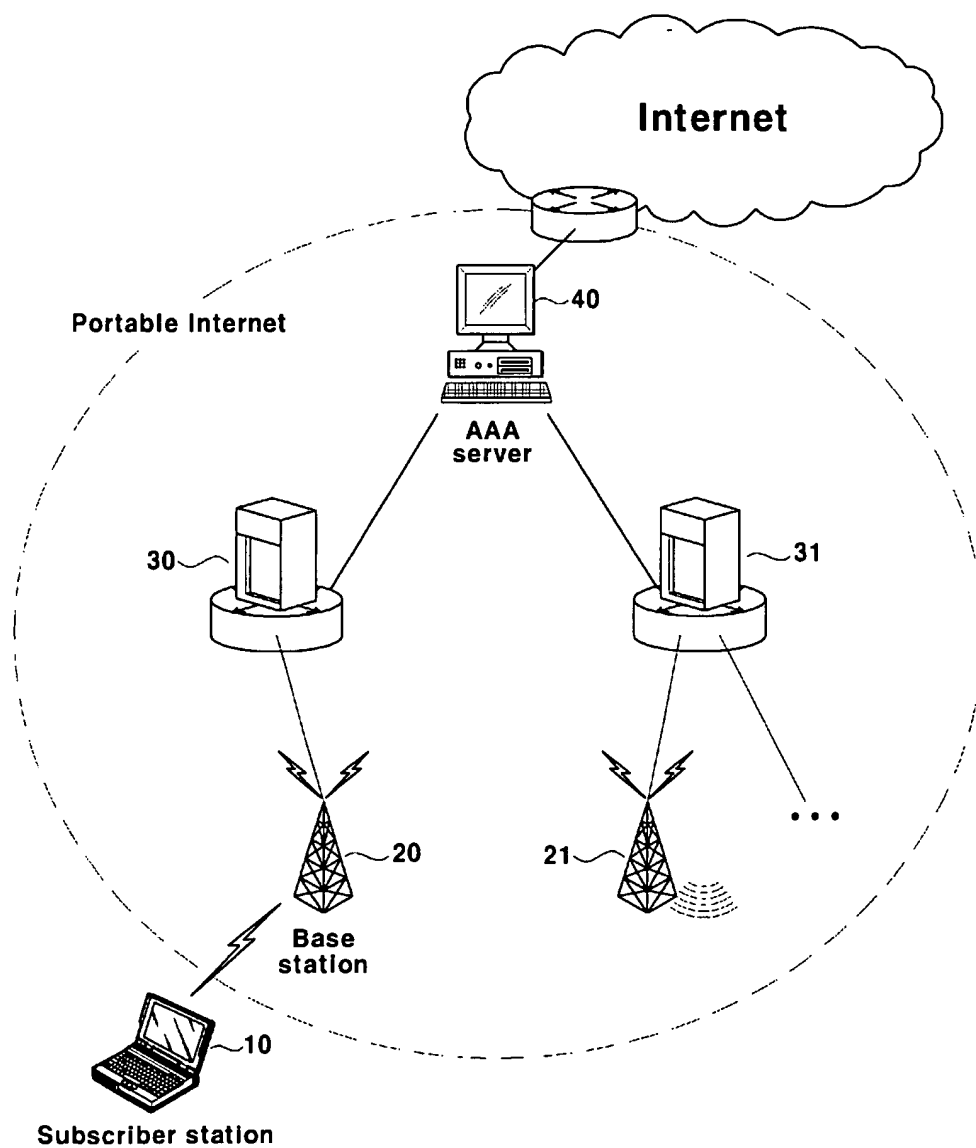 Internet
40
Portable Internet
AAA
server
30
31
20
21
Base
station
10
Subscriber station